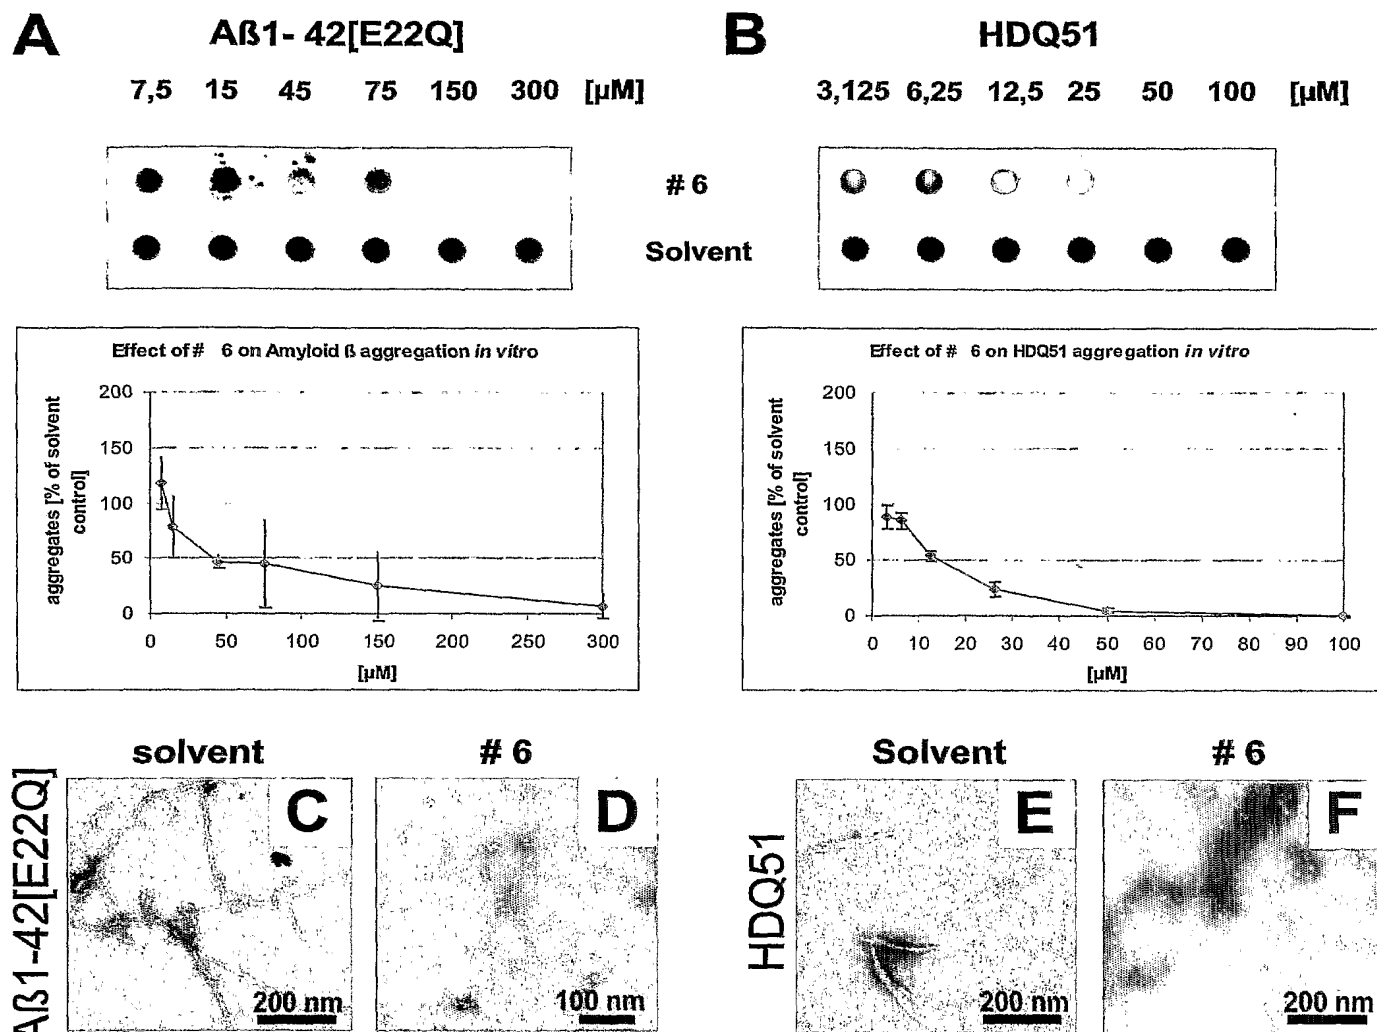 A Aß1- 42[E22Q]
7,5 15 45 75 150 300 [µM]
# 6
Solvent
B HDQ51
3,125 6,25 12,5 25 50 100 [µM]
Effect of # 6 on Amyloid ß aggregation in vitro
aggregates [% of solvent
control]
200
150
100
50
0
0 50 100 150 200 250 300
[µM]
Effect of # 6 on HDQ51 aggregation in vitro
aggregates [% of solvent
control]
200
150
100
50
0
0 10 20 30 40 50 60 70 80 90 100
[µM]
solvent # 6
Aß1-42[E22Q]
C
200 nm
D
100 nm
Solvent # 6
HDQ51
E
200 nm
F
200 nm